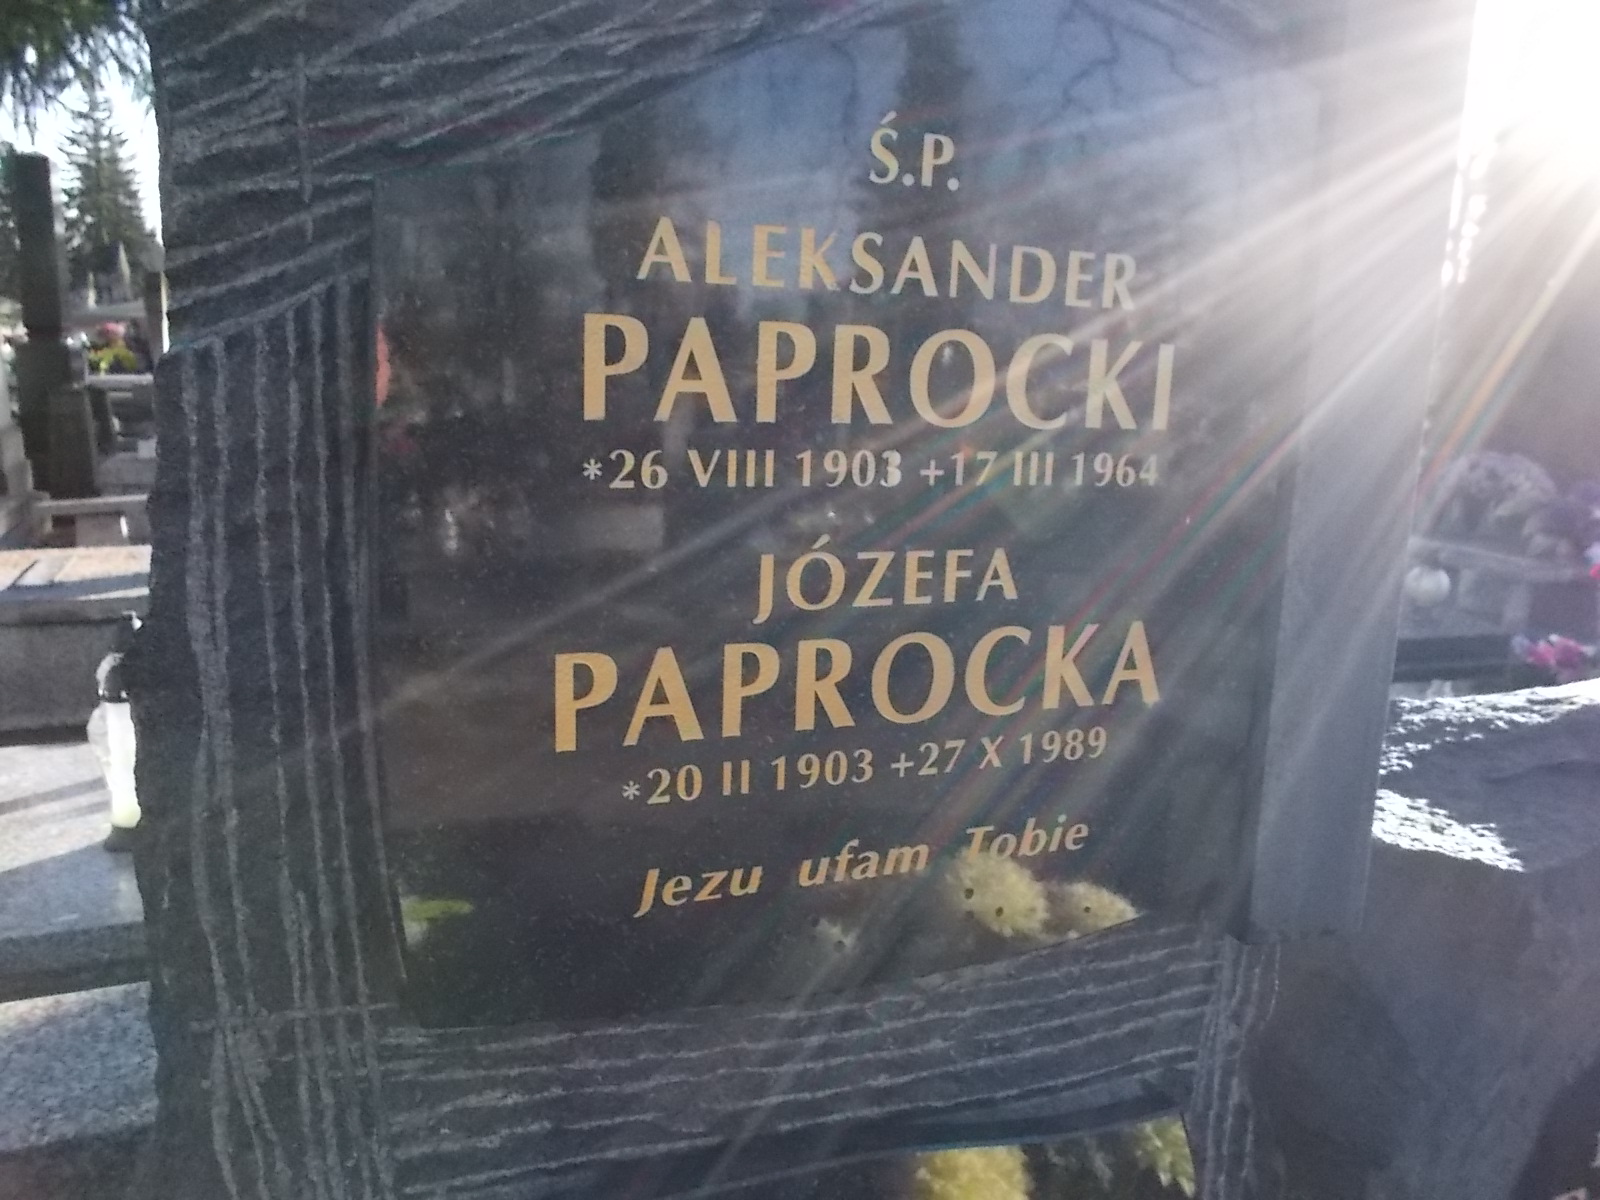 Ś.P.
ALEKSANDER
PAPROCKI
*26 VIII 1903 +17 III 1964
JÓZEFA
PAPROCKA
*20 II 1903 +27 X 1989
Jezu ufam Tobie